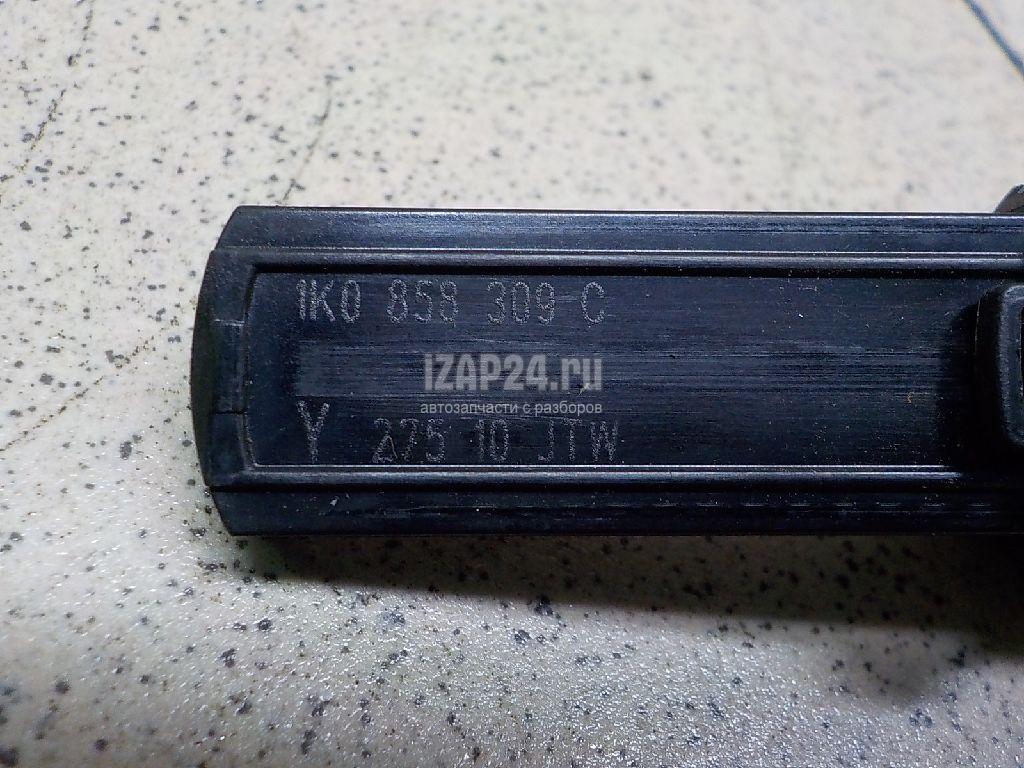 1K0 858 309 C
IZAP24.ru
автозапчасти с разборов
Y 275 10 JTW